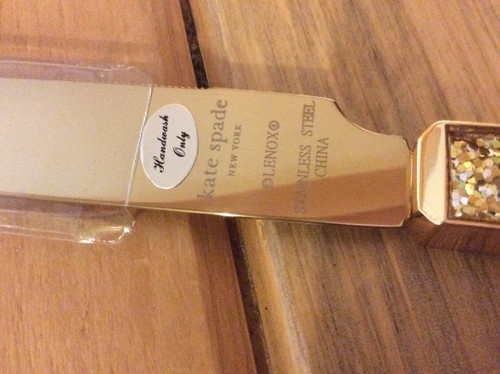 Handwash
Only
kate spade
NEW YORK
©LENOX®
STAINLESS STEEL
CHINA